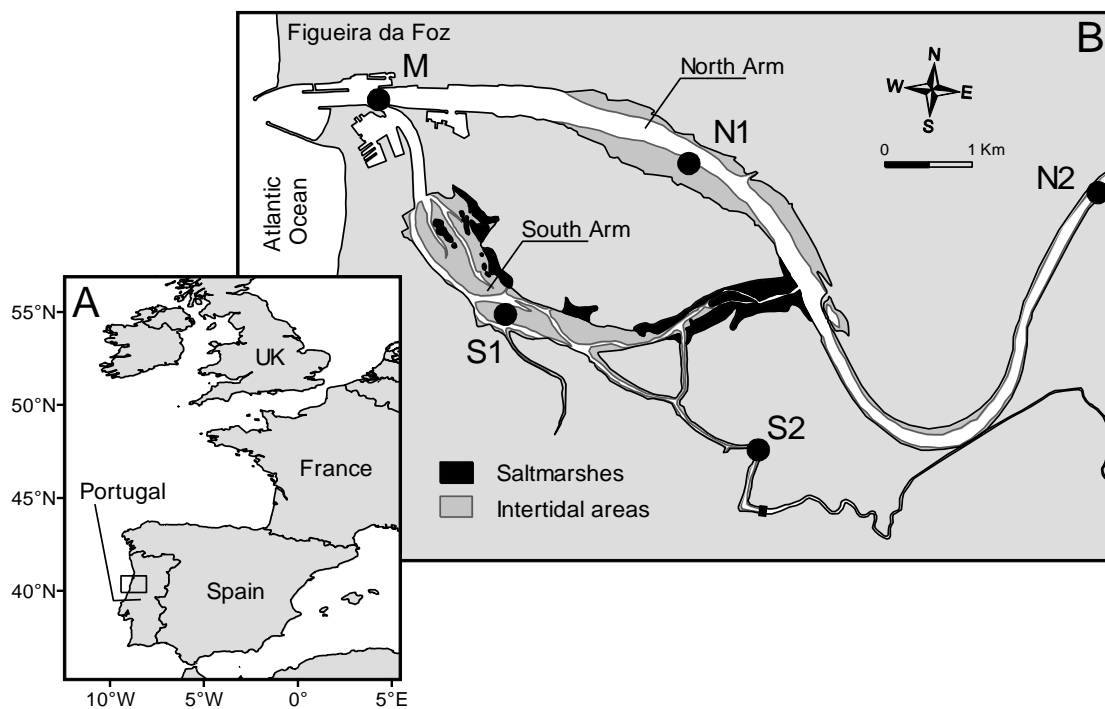 Figueira da Foz
B
M
North Arm
N
W
E
S
0
1 Km
N1
N2
Atlantic
Ocean
South Arm
S1
S2
Saltmarshes
Intertidal areas
A
55°N
50°N
45°N
40°N
UK
France
Portugal
Spain
10°W
5°W
0
5°E